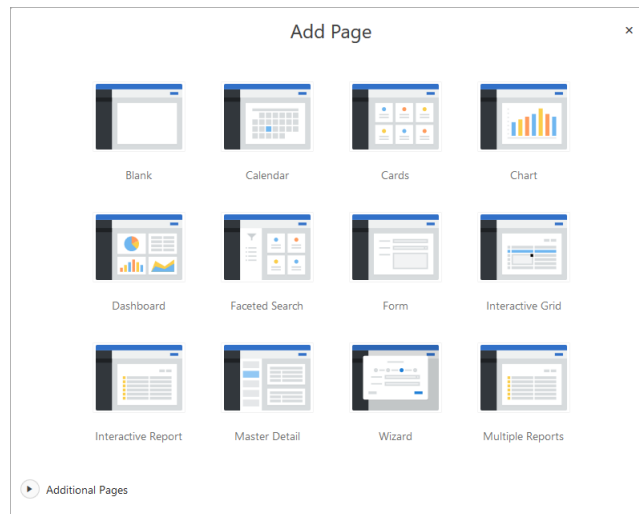 Add Page
×
Blank
Calendar
Cards
Chart
Dashboard
Faceted Search
Form
Interactive Grid
Interactive Report
Master Detail
Wizard
Multiple Reports
Additional Pages